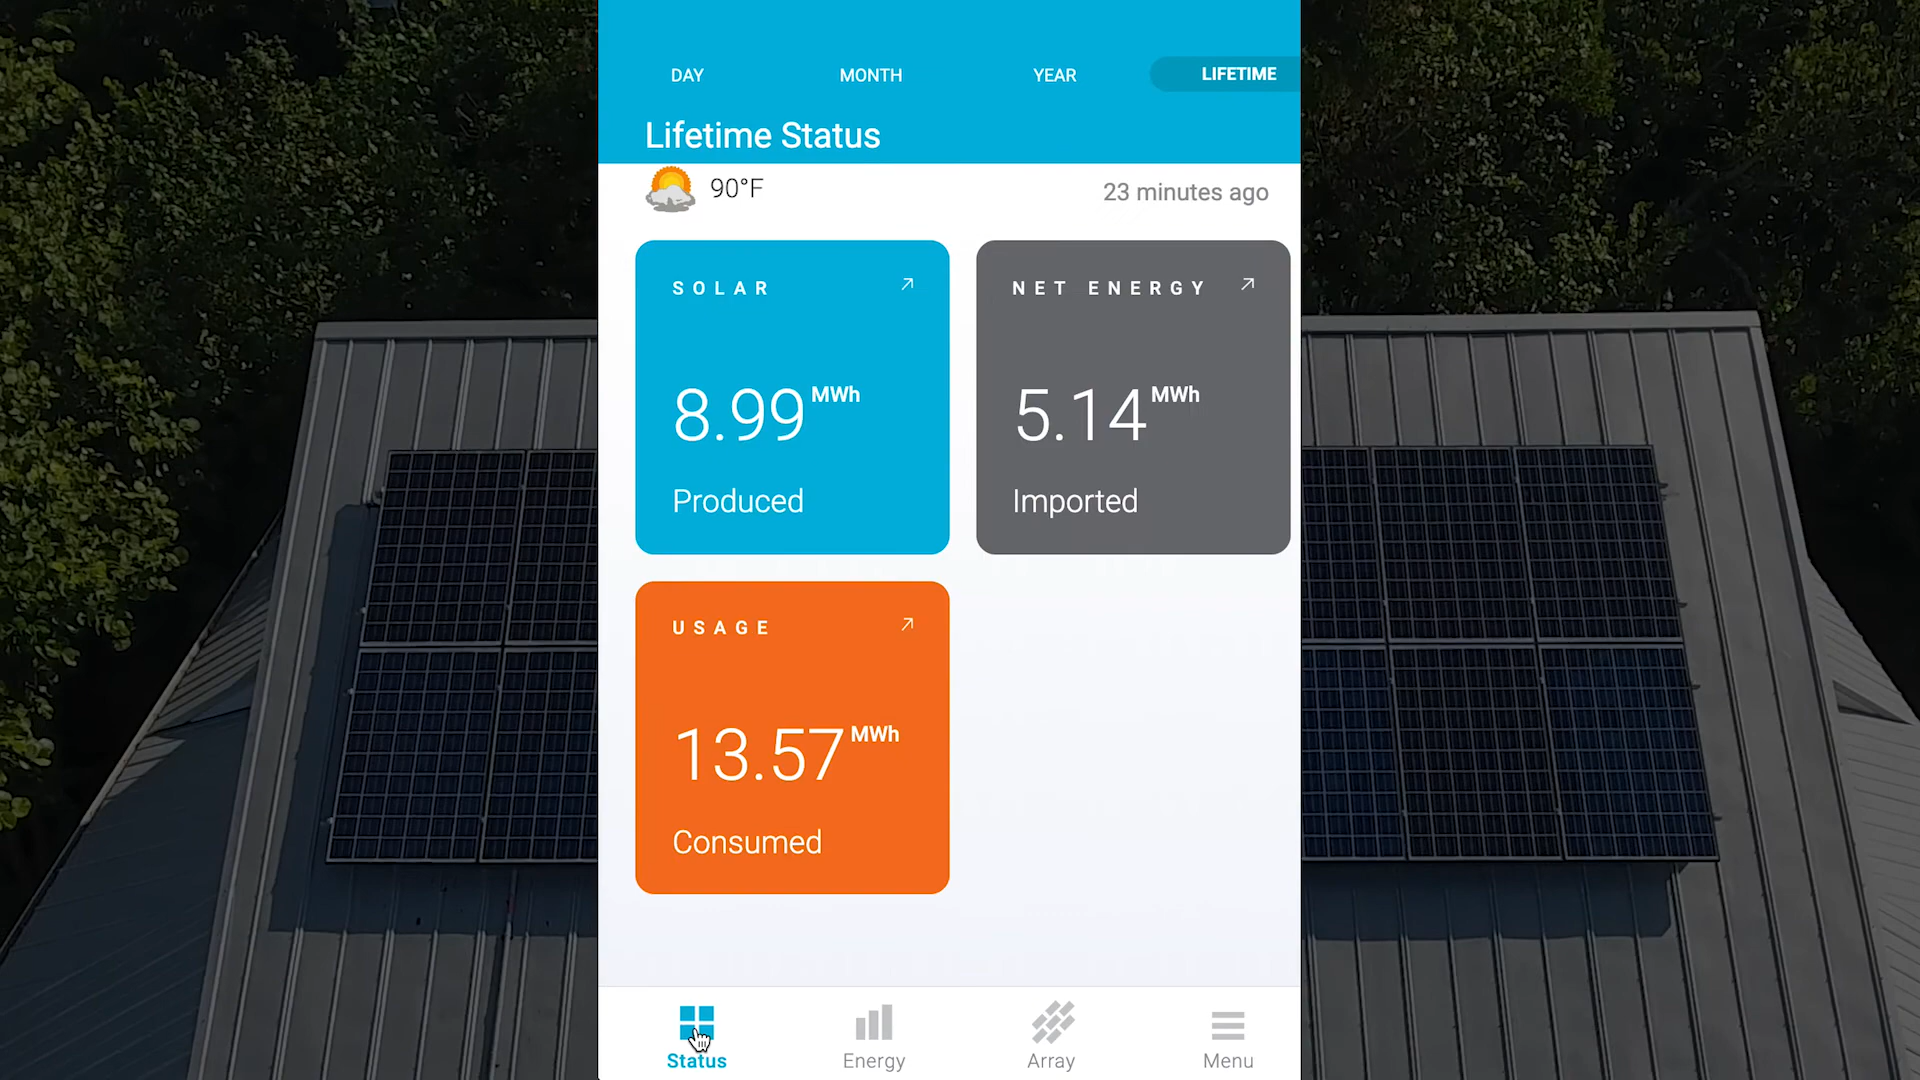 DAY MONTH YEAR LIFETIME
Lifetime Status
90°F 23 minutes ago
SOLAR
8.99 MWh
Produced
NET ENERGY
5.14 MWh
Imported
USAGE
13.57 MWh
Consumed
Status Energy Array Menu